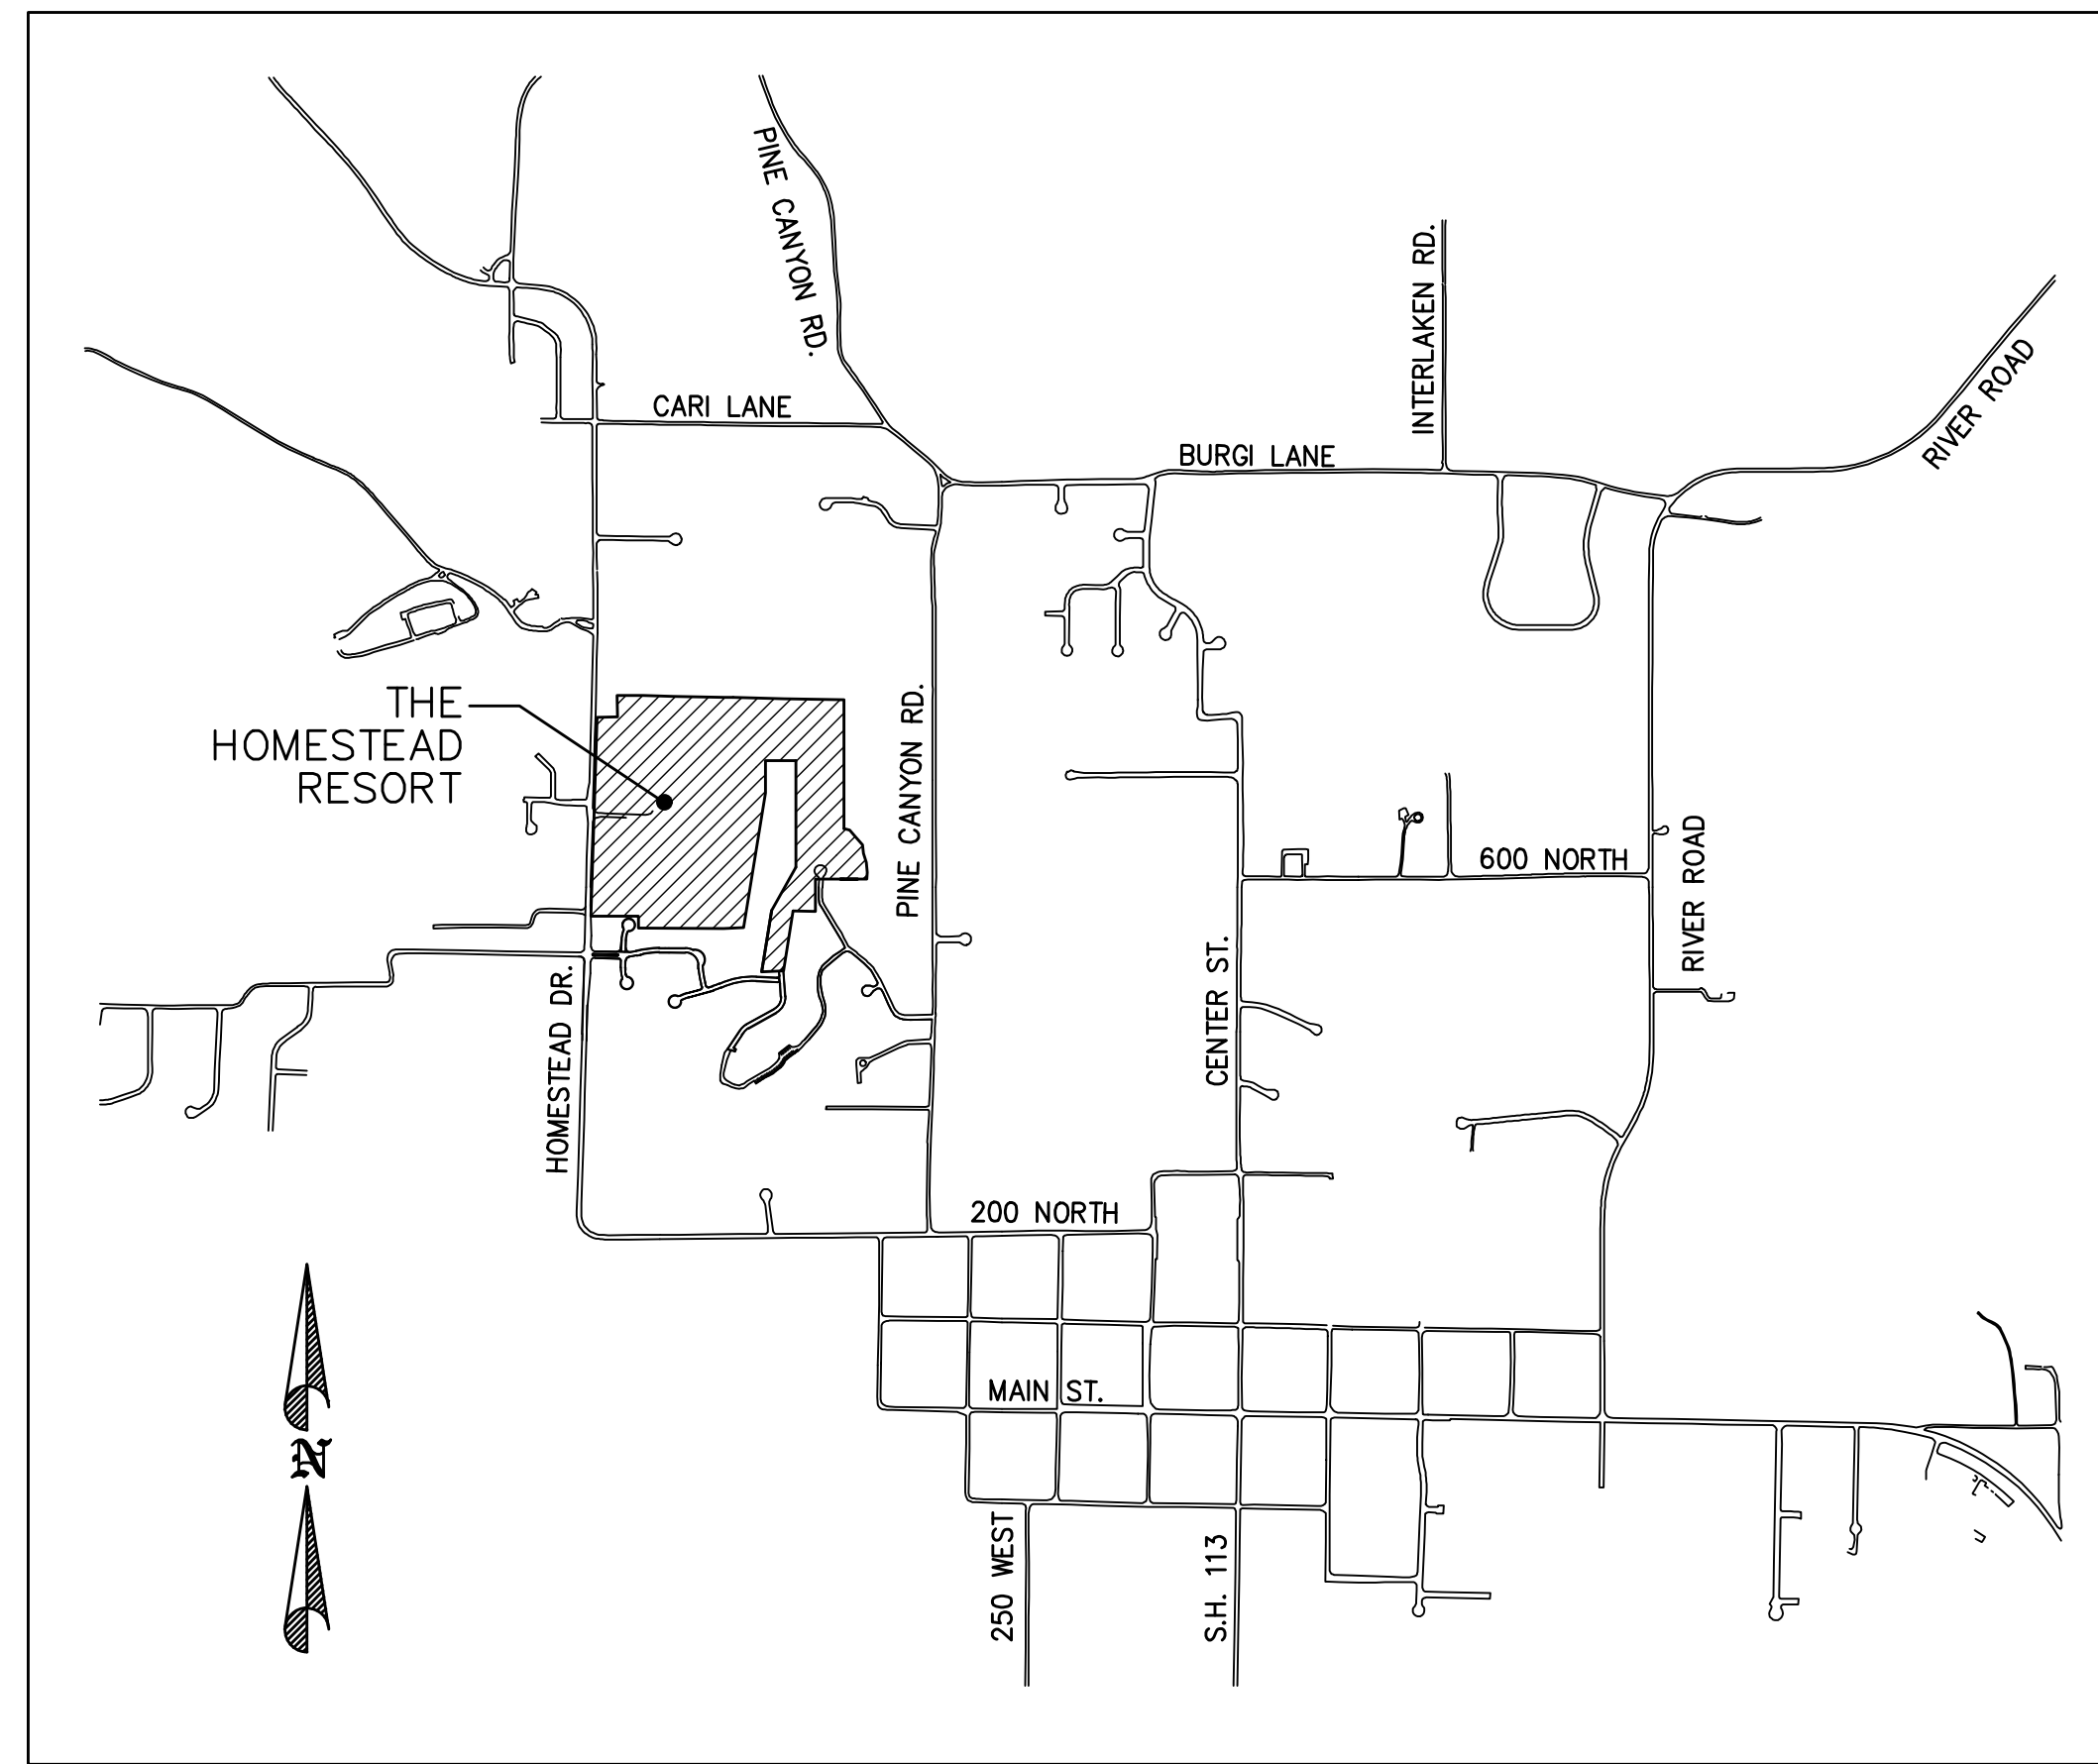 PINE CANYON RD.
INTERLAKEN RD.
RIVER ROAD
CARI LANE
BURGI LANE
THE
HOMESTEAD
RESORT
PINE CANYON RD.
600 NORTH
RIVER ROAD
CENTER ST.
HOMESTEAD DR.
200 NORTH
MAIN ST.
N
250 WEST
S.H. 113